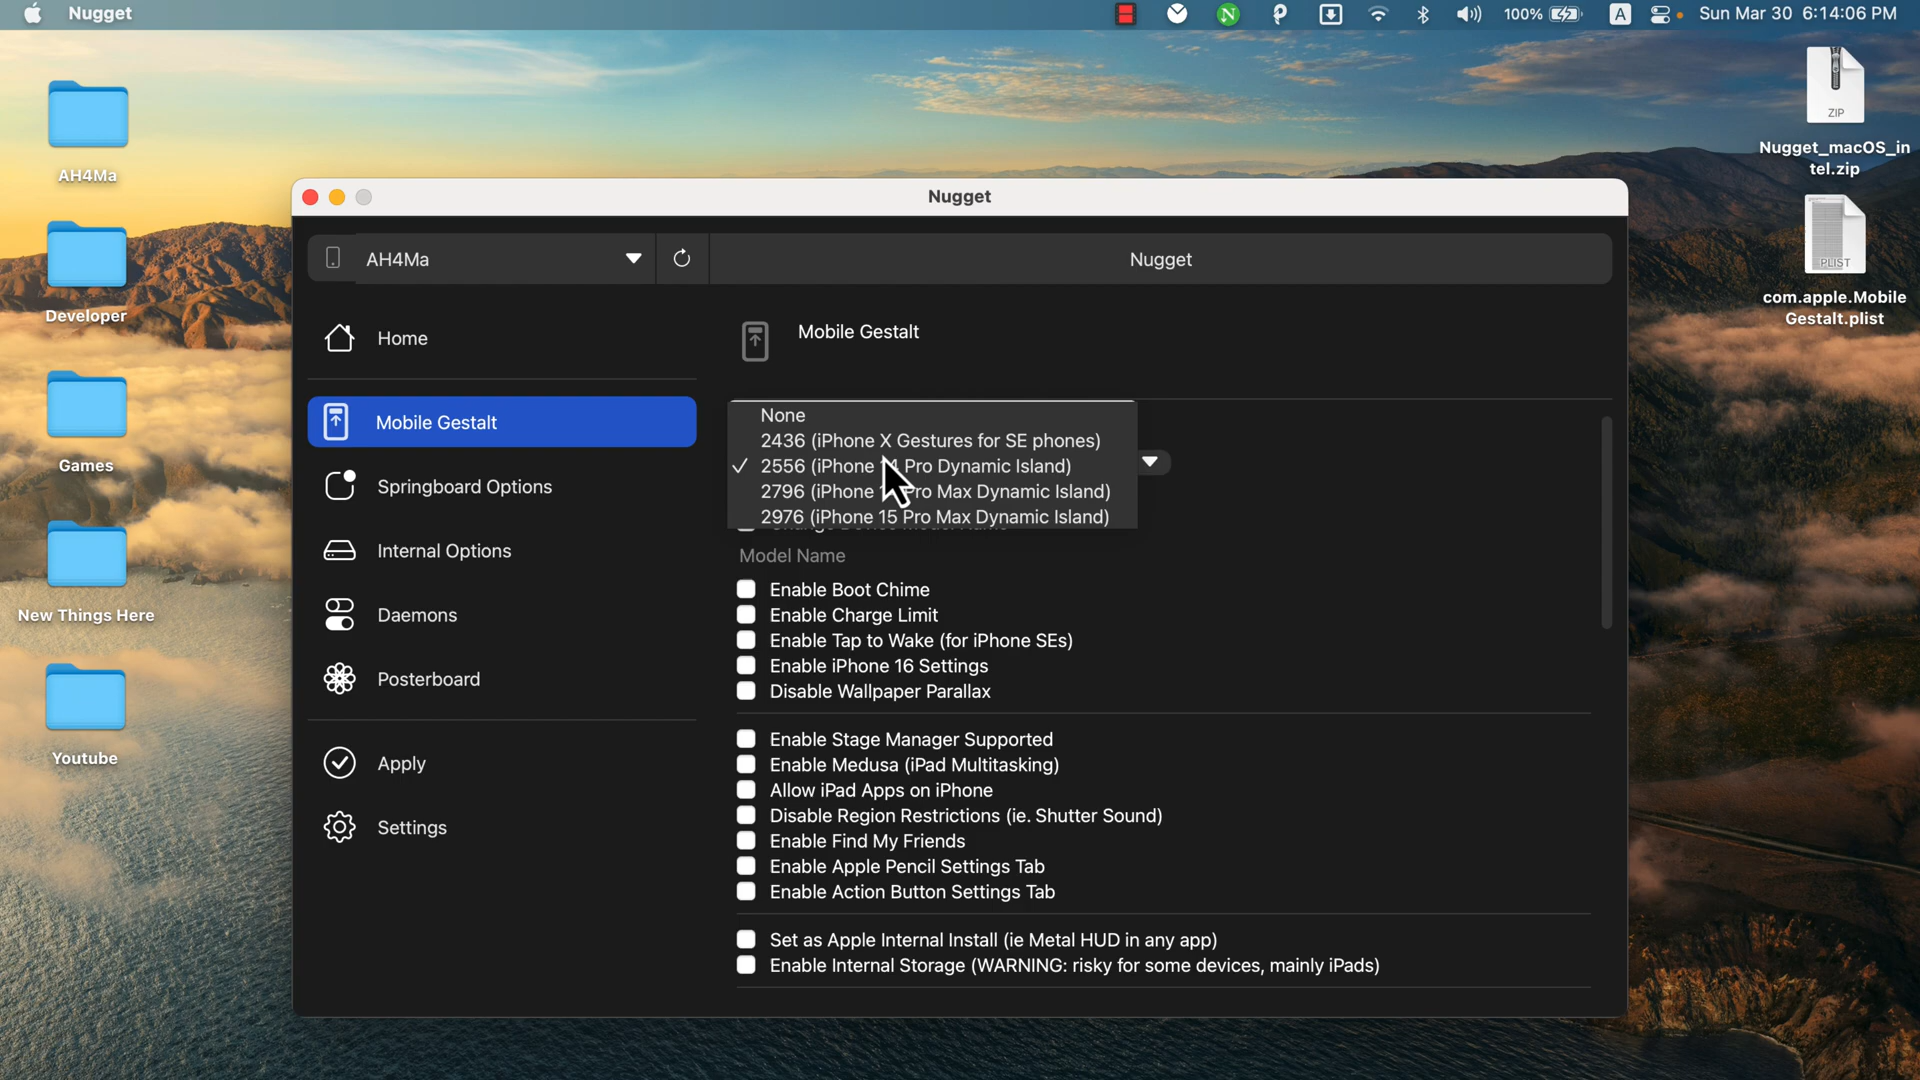 Nugget
100%
A
Sun Mar 30 6:14:06 PM
AH4Ma
Developer
Games
New Things Here
Youtube
ZIP
Nugget_macOS_in
tel.zip
PLIST
com.apple.Mobile
Gestalt.plist
Nugget
AH4Ma
Nugget
Home
Mobile Gestalt
Springboard Options
Internal Options
Daemons
Posterboard
Apply
Settings
Mobile Gestalt
None
2436 (iPhone X Gestures for SE phones)
2556 (iPhone Pro Dynamic Island)
2796 (iPhone Pro Max Dynamic Island)
2976 (iPhone 15 Pro Max Dynamic Island)
Model Name
Enable Boot Chime
Enable Charge Limit
Enable Tap to Wake (for iPhone SEs)
Enable iPhone 16 Settings
Disable Wallpaper Parallax
Enable Stage Manager Supported
Enable Medusa (iPad Multitasking)
Allow iPad Apps on iPhone
Disable Region Restrictions (ie. Shutter Sound)
Enable Find My Friends
Enable Apple Pencil Settings Tab
Enable Action Button Settings Tab
Set as Apple Internal Install (ie Metal HUD in any app)
Enable Internal Storage (WARNING: risky for some devices, mainly iPads)